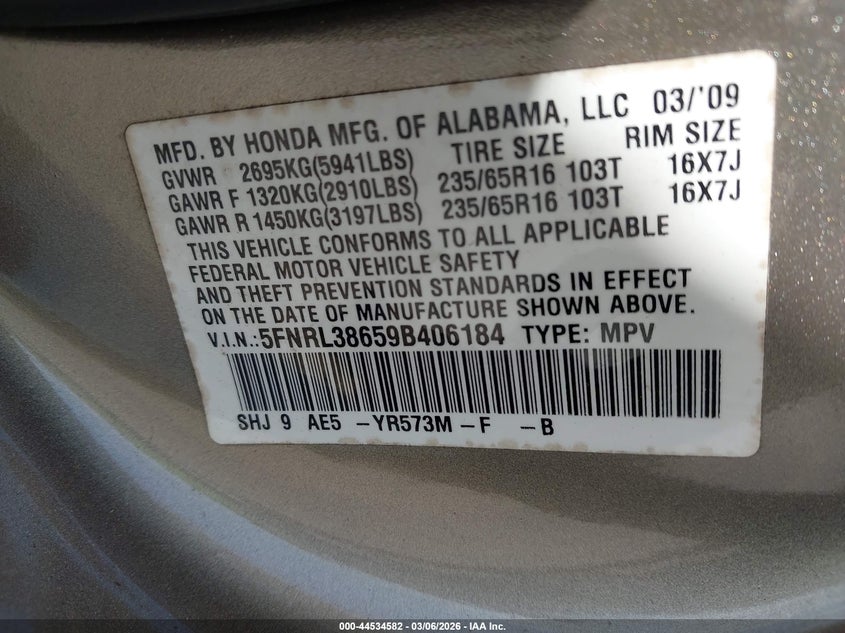 MFD. BY HONDA MFG. OF ALABAMA, LLC 03/'09
GVWR 2695KG(5941LBS) TIRE SIZE RIM SIZE
GAWR F 1320KG(2910LBS) 235/65R16 103T 16X7J
GAWR R 1450KG(3197LBS) 235/65R16 103T 16X7J
THIS VEHICLE CONFORMS TO ALL APPLICABLE
FEDERAL MOTOR VEHICLE SAFETY
AND THEFT PREVENTION STANDARDS IN EFFECT
ON THE DATE OF MANUFACTURE SHOWN ABOVE.
V.I.N.:5FNRL38659B406184 TYPE: MPV
SHJ 9 AE5 -YR573M -F -B
000-44534582 - 03/06/2026 - IAA Inc.